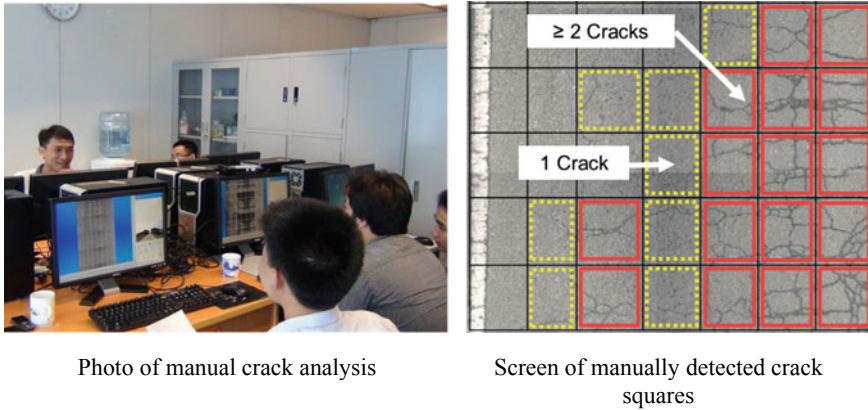 ≥ 2 Cracks
1 Crack
Photo of manual crack analysis
Screen of manually detected crack
squares